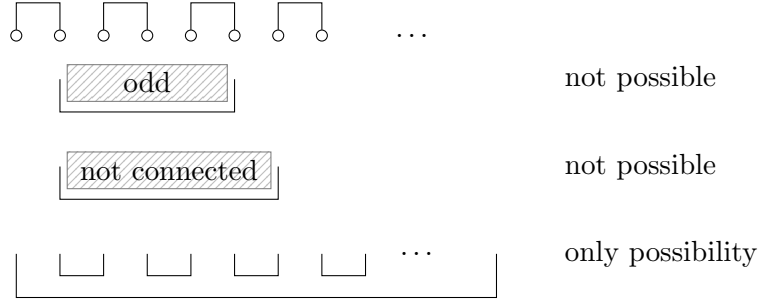 ...
odd not possible
not connected not possible
... only possibility